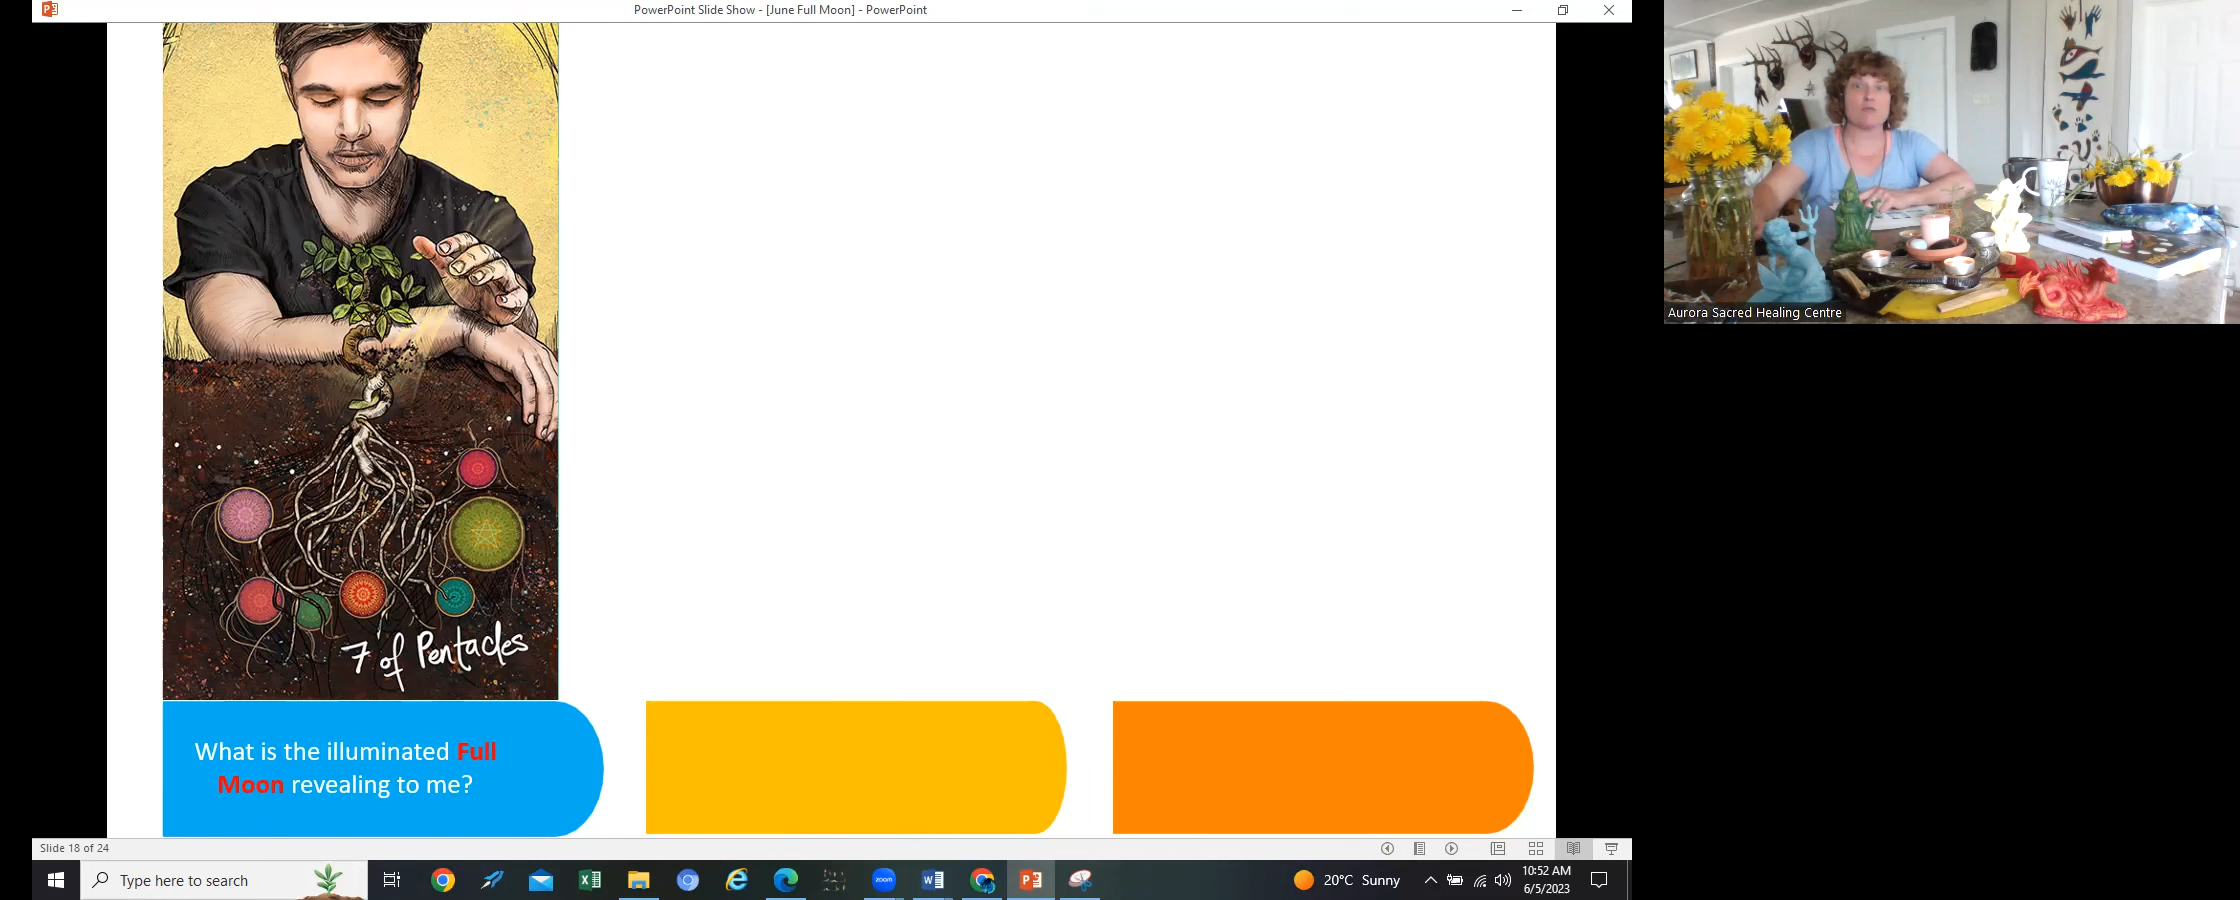 PowerPoint Slide Show - [June Full Moon] - PowerPoint
Aurora Sacred Healing Centre
7 of Pentacles
What is the illuminated Full
Moon revealing to me?
Slide 18 of 24
Type here to search
zoom
20°C Sunny
10:52 AM
6/5/2023